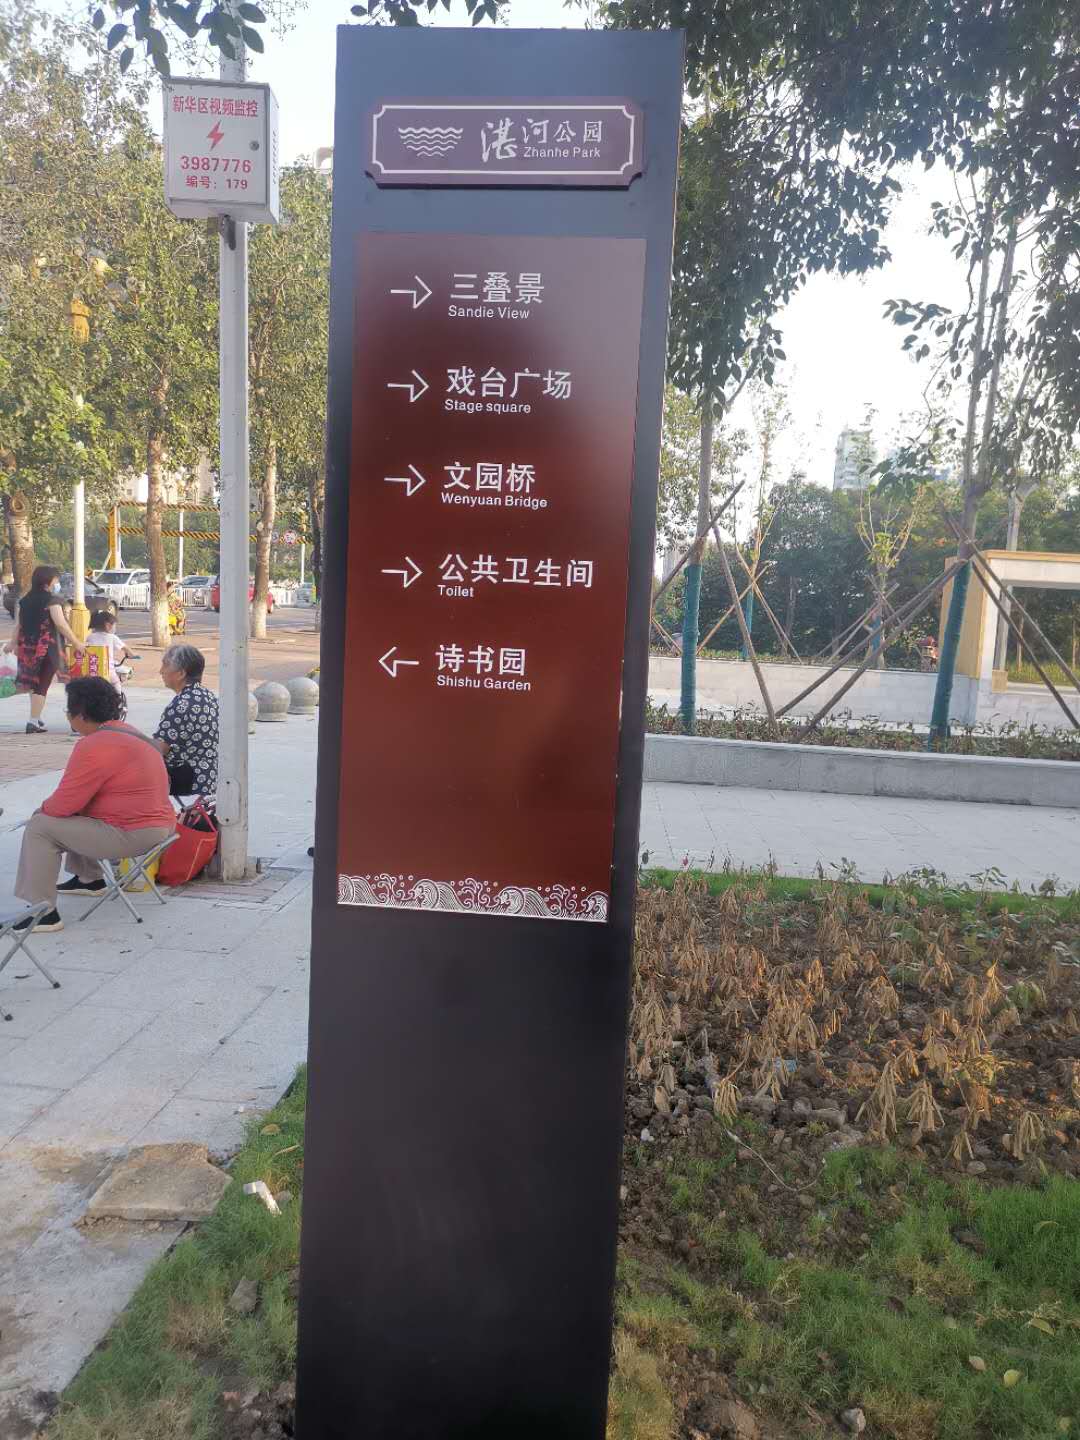 新华区视频监控
3987776
编号：179
湛河公园
Zhanhe Park
三叠景
Sandie View
戏台广场
Stage square
文园桥
Wenyuan Bridge
公共卫生间
Toilet
诗书园
Shishu Garden